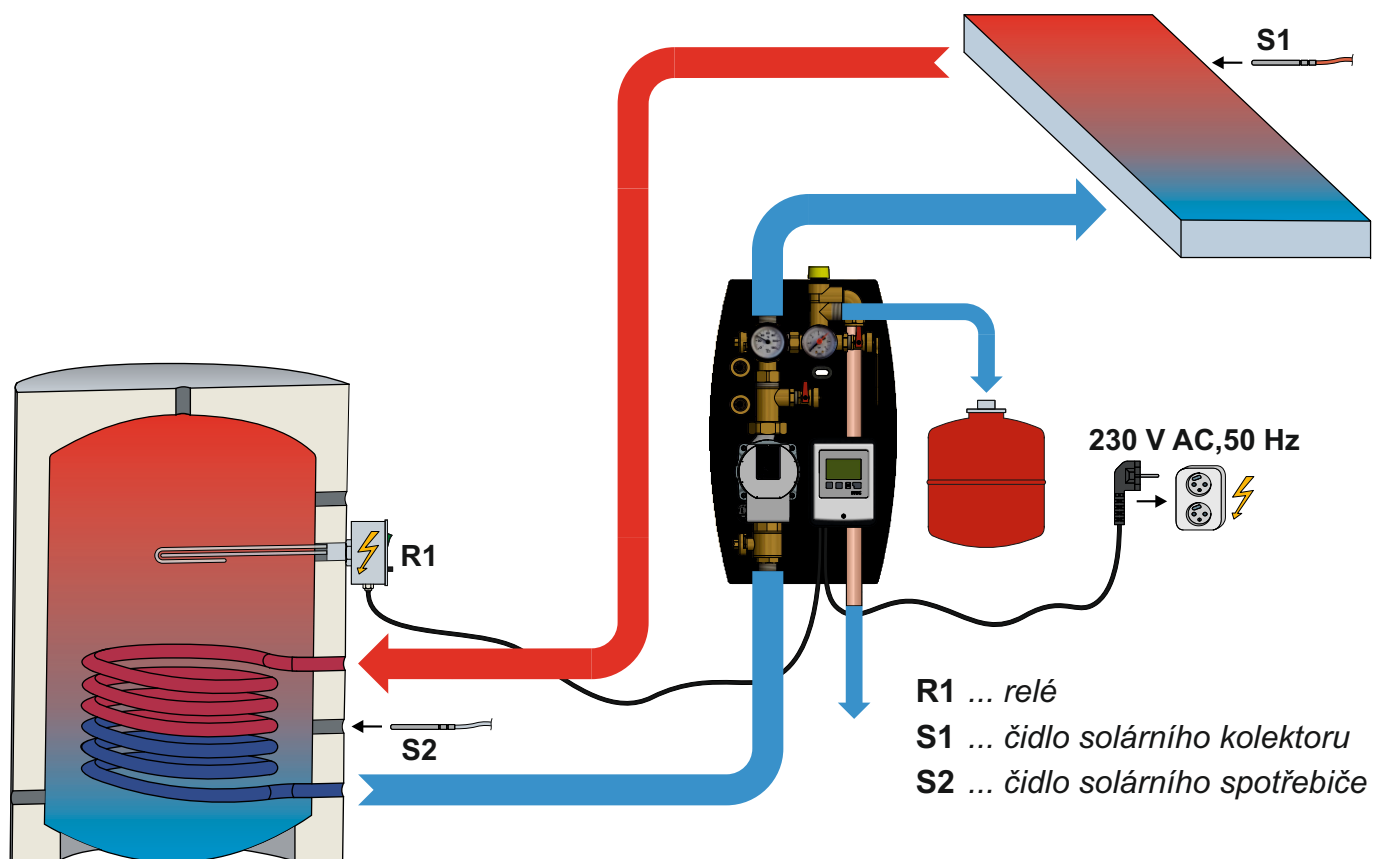 S1
230 V AC,50 Hz
R1
S2
R1 ... relé
S1 ... čidlo solárního kolektoru
S2 ... čidlo solárního spotřebiče